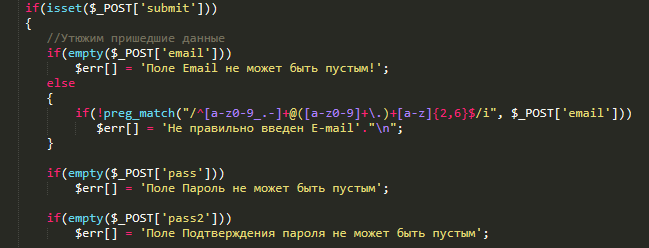 if(isset($_POST['submit']))
{
//Утюжим пришедшие данные
if(empty($_POST['email']))
$err[] = 'Поле Email не может быть пустым!';
else
{
if(!preg_match("/^[a-z0-9_.-]+@([a-z0-9]+\.)+[a-z]{2,6}$/i", $_POST['email']))
$err[] = 'Не правильно введен E-mail'."\n";
}
if(empty($_POST['pass']))
$err[] = 'Поле Пароль не может быть пустым';
if(empty($_POST['pass2']))
$err[] = 'Поле Подтверждения пароля не может быть пустым';